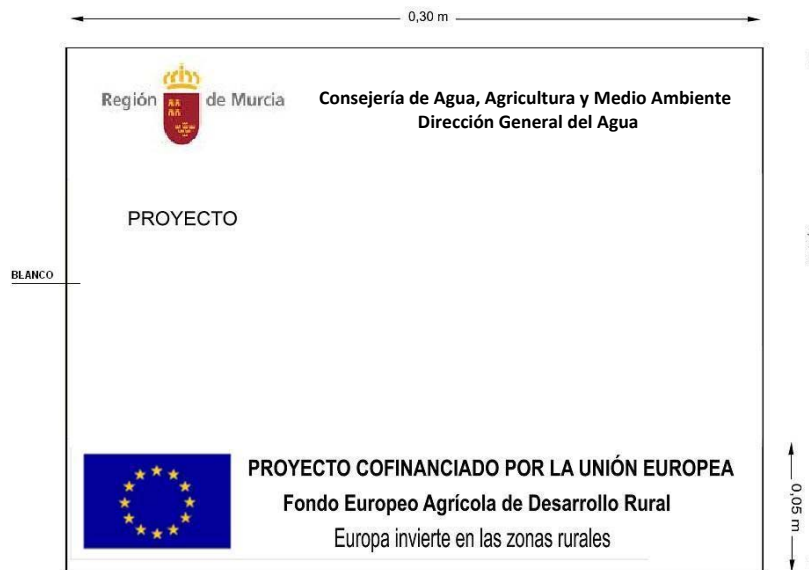 0,30 m
Región de Murcia
Consejería de Agua, Agricultura y Medio Ambiente
Dirección General del Agua
PROYECTO
BLANCO
PROYECTO COFINANCIADO POR LA UNIÓN EUROPEA
Fondo Europeo Agrícola de Desarrollo Rural
Europa invierte en las zonas rurales
0,05 m